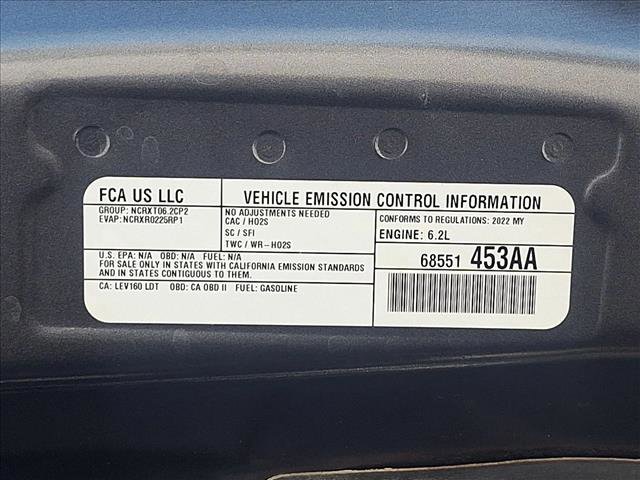 FCA US LLC
VEHICLE EMISSION CONTROL INFORMATION
GROUP: NCRXT06.2CP2
EVAP: NCRXR0225RP1
NO ADJUSTMENTS NEEDED
CAC / HO2S
SC / SFI
TWC / WR-HO2S
CONFORMS TO REGULATIONS: 2022 MY
ENGINE: 6.2L
U.S. EPA: N/A OBD: N/A FUEL: N/A
FOR SALE ONLY IN STATES WITH CALIFORNIA EMISSION STANDARDS
AND IN STATES CONTIGUOUS TO THEM.
CA: LEV160 LDT OBD: CA OBD II FUEL: GASOLINE
68551 453AA